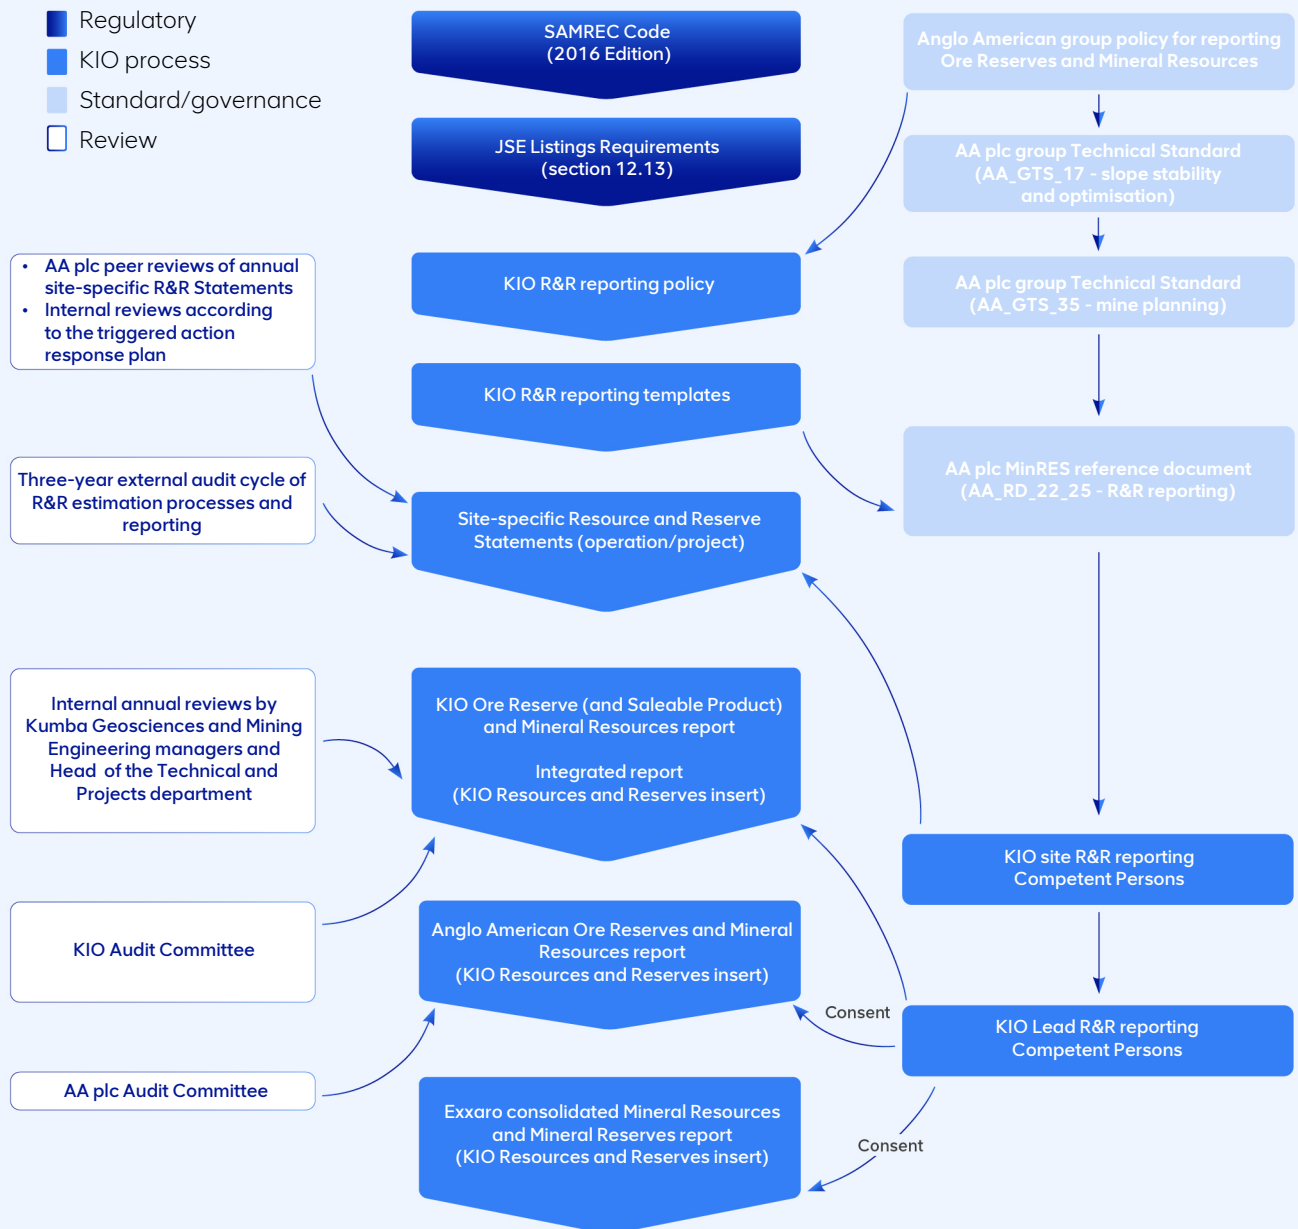 Regulatory
KIO process
Standard/governance
Review
SAMREC Code
(2016 Edition)
JSE Listings Requirements
(section 12.13)
KIO R&R reporting policy
KIO R&R reporting templates
Site-specific Resource and Reserve
Statements (operation/project)
KIO Ore Reserve (and Saleable Product)
and Mineral Resources report
Integrated report
(KIO Resources and Reserves insert)
Anglo American Ore Reserves and Mineral
Resources report
(KIO Resources and Reserves insert)
Exxaro consolidated Mineral Resources
and Mineral Reserves report
(KIO Resources and Reserves insert)
• AA plc peer reviews of annual
site-specific R&R Statements
• Internal reviews according
to the triggered action
response plan
Three-year external audit cycle of
R&R estimation processes and
reporting
Internal annual reviews by
Kumba Geosciences and Mining
Engineering managers and
Head of the Technical and
Projects department
KIO Audit Committee
AA plc Audit Committee
Anglo American group policy for reporting
Ore Reserves and Mineral Resources
AA plc group Technical Standard
(AA_GTS_17 - slope stability
and optimisation)
AA plc group Technical Standard
(AA_GTS_35 - mine planning)
AA plc MinRES reference document
(AA_RD_22_25 - R&R reporting)
KIO site R&R reporting
Competent Persons
KIO Lead R&R reporting
Competent Persons
Consent
Consent